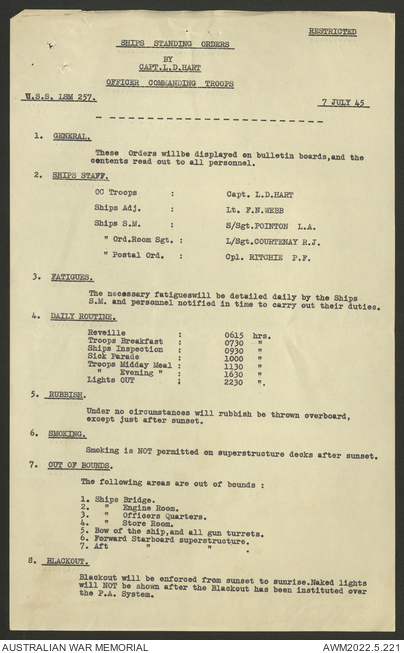 RESTRICTED
SHIPS STANDING ORDERS
BY
CAPT.L.D.HART
OFFICER COMMANDING TROOPS
U.S.S. LSM 257.
7 JULY 45
1. GENERAL.
These Orders willbe displayed on bulletin boards,and the
contents read out to all personnel.
2. SHIPS STAFF.
OC Troops : Capt. L.D.HART
Ships Adj. : Lt. F.N.WEBB
Ships S.M. : S/Sgt.POINTON L.A.
" Ord.Room Sgt. : L/Sgt.COURTENAY R.J.
" Postal Ord. : Cpl. RITCHIE P.F.
3. FATIGUES.
The necessary fatigueswill be detailed daily by the Ships
S.M. and personnel notified in time to carry out their duties.
4. DAILY ROUTINE.
Reveille : 0615 hrs.
Troops Breakfast : 0730 "
Ships Inspection : 0930 "
Sick Parade : 1000 "
Troops Midday Meal : 1130 "
" Evening " : 1630 "
Lights OUT : 2230 ".
5. RUBBISH.
Under no circumstances will rubbish be thrown overboard,
except just after sunset.
6. SMOKING.
Smoking is NOT permitted on superstructure decks after sunset.
7. OUT OF BOUNDS.
The following areas are out of bounds :
1. Ships Bridge.
2. " Engine Room.
3. " Officers Quarters.
4. " Store Room.
5. Bow of the ship,and all gun turrets.
6. Forward Starboard superstructure.
7. Aft " " .
8. BLACKOUT.
Blackout will be enforced from sunset to sunrise.Naked lights
will NOT be shown after the Blackout has been instituted over
the P.A. System.
AUSTRALIAN WAR MEMORIAL
AWM2022.5.221